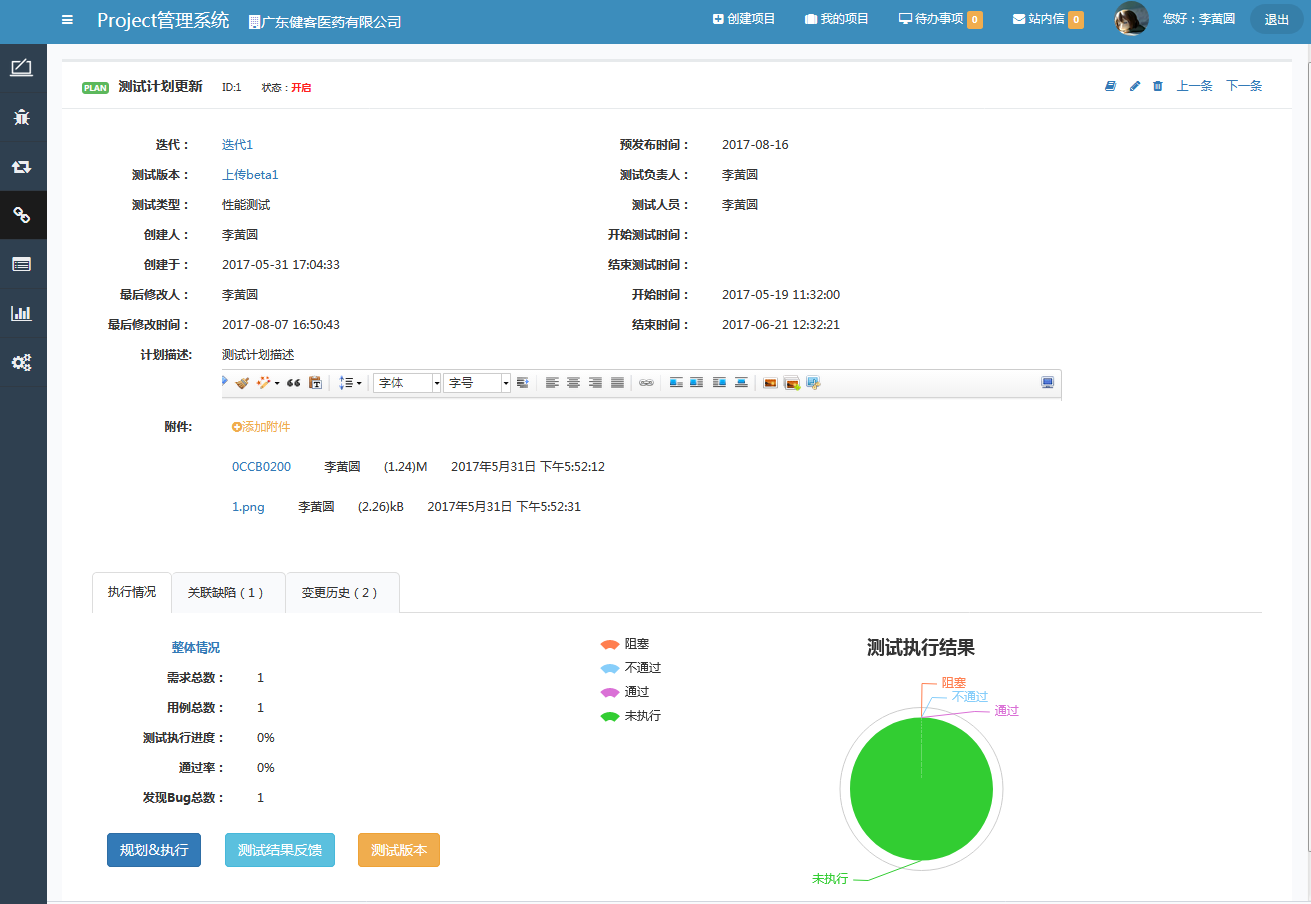 Project管理系统 广东健客医药有限公司 创建项目 我的项目 待办事项 0 站内信 0 您好：李黄圆 退出
PLAN 测试计划更新 ID:1 状态：开启 上一条 下一条
迭代： 迭代1 预发布时间： 2017-08-16
测试版本： 上传beta1 测试负责人： 李黄圆
测试类型： 性能测试 测试人员： 李黄圆
创建人： 李黄圆 开始测试时间：
创建于： 2017-05-31 17:04:33 结束测试时间：
最后修改人： 李黄圆 开始时间： 2017-05-19 11:32:00
最后修改时间： 2017-08-07 16:50:43 结束时间： 2017-06-21 12:32:21
计划描述: 测试计划描述
字体 字号
附件: 添加附件
0CCB0200 李黄圆 (1.24)M 2017年5月31日 下午5:52:12
1.png 李黄圆 (2.26)kB 2017年5月31日 下午5:52:31
执行情况 关联缺陷（1） 变更历史（2）
整体情况
需求总数： 1
用例总数： 1
测试执行进度： 0%
通过率： 0%
发现Bug总数： 1
规划&执行 测试结果反馈 测试版本
阻塞
不通过
通过
未执行
测试执行结果
阻塞
不通过
通过
未执行